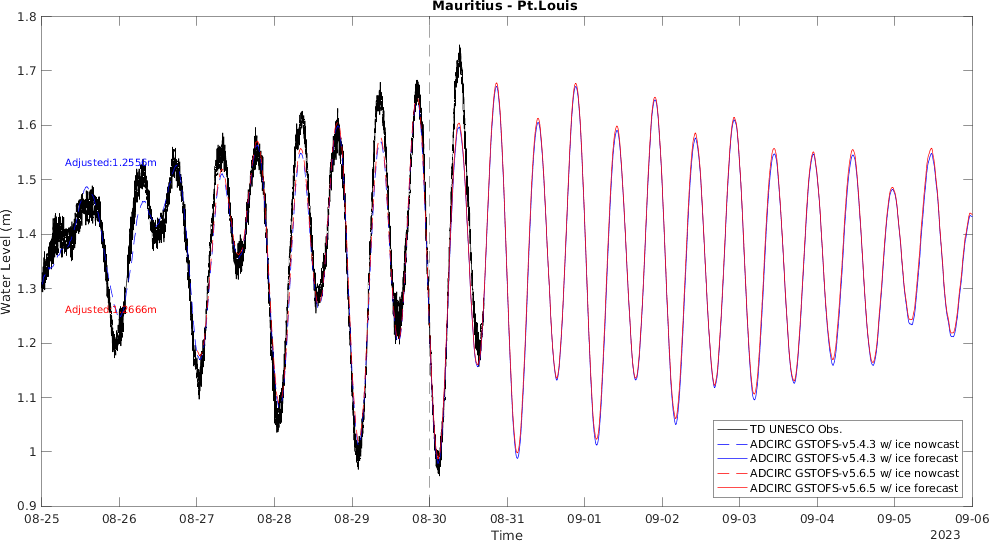 Mauritius - Pt.Louis
1.8
1.7
1.6
1.5
1.4
1.3
1.2
1.1
1
0.9
Water Level (m)
Adjusted:1.2555m
Adjusted:1.2666m
TD UNESCO Obs.
ADCIRC GSTOFS-v5.4.3 w/ ice nowcast
ADCIRC GSTOFS-v5.4.3 w/ ice forecast
ADCIRC GSTOFS-v5.6.5 w/ ice nowcast
ADCIRC GSTOFS-v5.6.5 w/ ice forecast
08-25 08-26 08-27 08-28 08-29 08-30 08-31 09-01 09-02 09-03 09-04 09-05 09-06
Time
2023